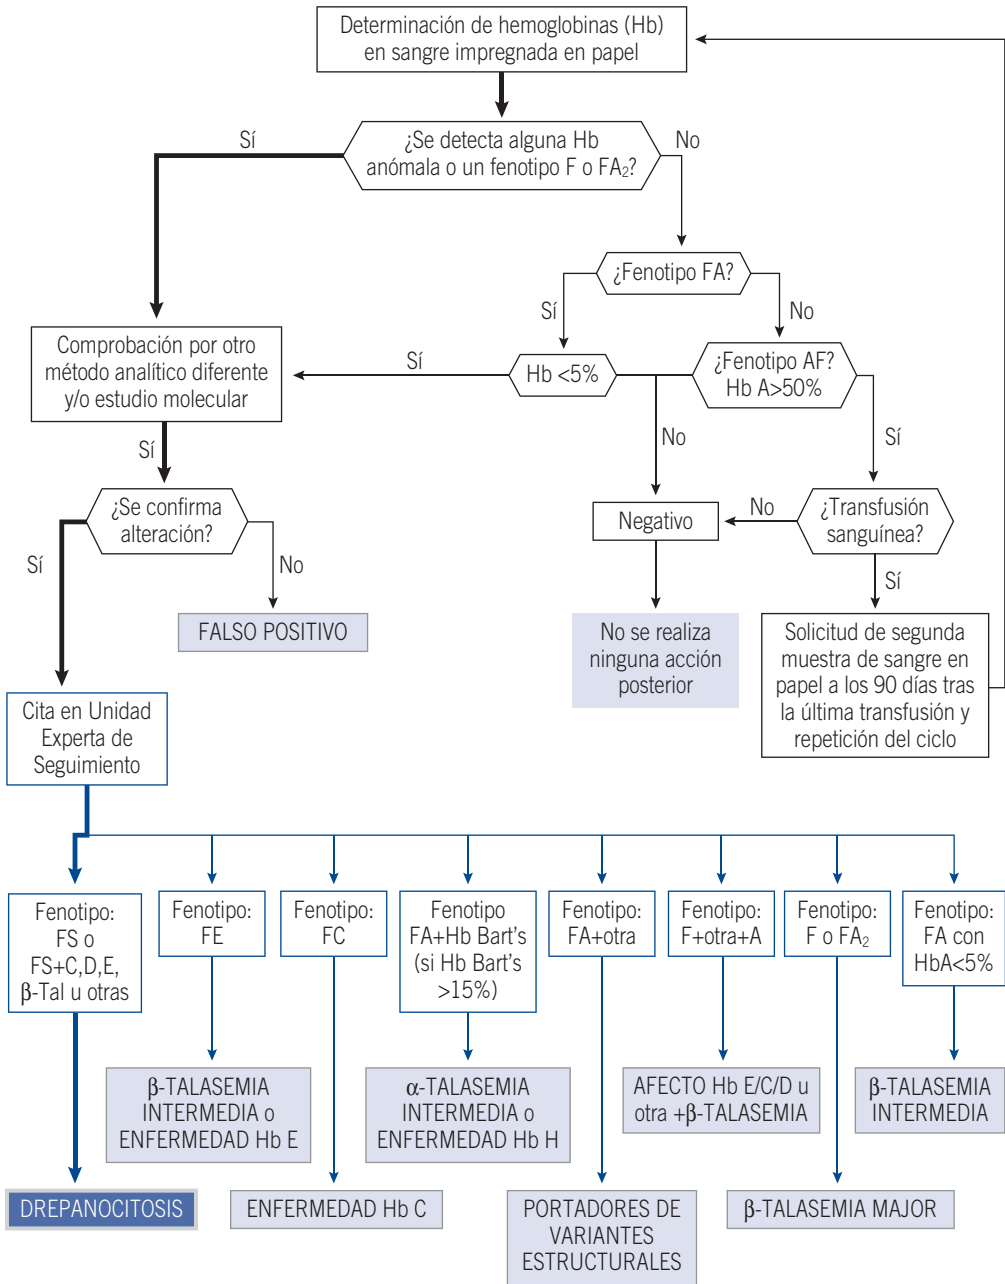 Determinación de hemoglobinas (Hb)
en sangre impregnada en papel
Sí
¿Se detecta alguna Hb
anómala o un fenotipo F o FA₂?
No
¿Fenotipo FA?
Sí
No
Comprobación por otro
método analítico diferente
y/o estudio molecular
Sí
Hb <5%
¿Fenotipo AF?
Hb A>50%
Sí
No
Sí
¿Se confirma
alteración?
Negativo
No
¿Transfusión
sanguínea?
Sí
No
Sí
FALSO POSITIVO
No se realiza
ninguna acción
posterior
Solicitud de segunda
muestra de sangre en
papel a los 90 días tras
la última transfusión y
repetición del ciclo
Cita en Unidad
Experta de
Seguimiento
Fenotipo:
FS o
FS+C,D,E,
β-Tal u otras
Fenotipo:
FE
Fenotipo:
FC
Fenotipo
FA+Hb Bart's
(si Hb Bart's
>15%)
Fenotipo:
FA+otra
Fenotipo:
F+otra+A
Fenotipo:
F o FA₂
Fenotipo:
FA con
HbA<5%
β-TALASEMIA
INTERMEDIA o
ENFERMEDAD Hb E
α-TALASEMIA
INTERMEDIA o
ENFERMEDAD Hb H
AFECTO Hb E/C/D u
otra +β-TALASEMIA
β-TALASEMIA
INTERMEDIA
DREPANOCITOSIS
ENFERMEDAD Hb C
PORTADORES DE
VARIANTES
ESTRUCTURALES
β-TALASEMIA MAJOR